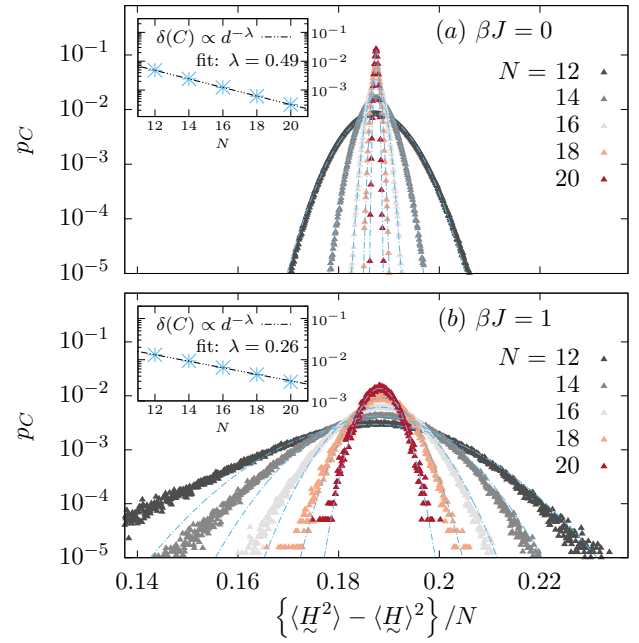 (a) βJ = 0
δ(C) ∝ d^{−λ}
fit: λ = 0.49
10^{−1}
10^{−2}
10^{−3}
12 14 16 18 20
N
N = 12
14
16
18
20
p_C
10^{−1}
10^{−2}
10^{−3}
10^{−4}
10^{−5}
(b) βJ = 1
δ(C) ∝ d^{−λ}
fit: λ = 0.26
10^{−1}
10^{−2}
10^{−3}
12 14 16 18 20
N
N = 12
14
16
18
20
p_C
10^{−1}
10^{−2}
10^{−3}
10^{−4}
10^{−5}
0.14 0.16 0.18 0.2 0.22
{⟨H̰^2⟩ − ⟨H̰⟩^2} /N